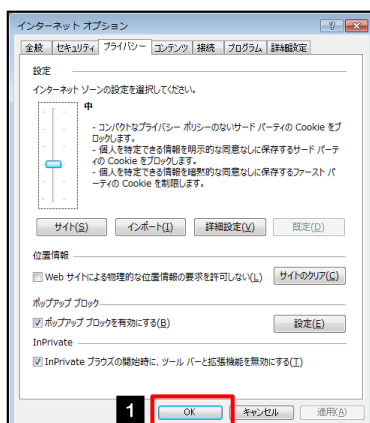 インターネット オプション
全般 セキュリティ プライバシー コンテンツ 接続 プログラム 詳細設定
設定
インターネット ゾーンの設定を選択してください。
中
- コンパクトなプライバシー ポリシーのないサード パーティの Cookie をブ
ロックします。
- 個人を特定できる情報を明示的な同意なしに保存するサード パーテ
ィの Cookie をブロックします。
- 個人を特定できる情報を暗黙的な同意なしに保存するファースト パ
ーティの Cookie を制限します。
サイト(S) インポート(I) 詳細設定(V) 既定(D)
位置情報
Web サイトによる物理的な位置情報の要求を許可しない(L) サイトのクリア(C)
ポップアップ ブロック
ポップアップ ブロックを有効にする(B) 設定(E)
InPrivate
InPrivate ブラウズの開始時に、ツール バーと拡張機能を無効にする(T)
1 OK キャンセル 適用(A)